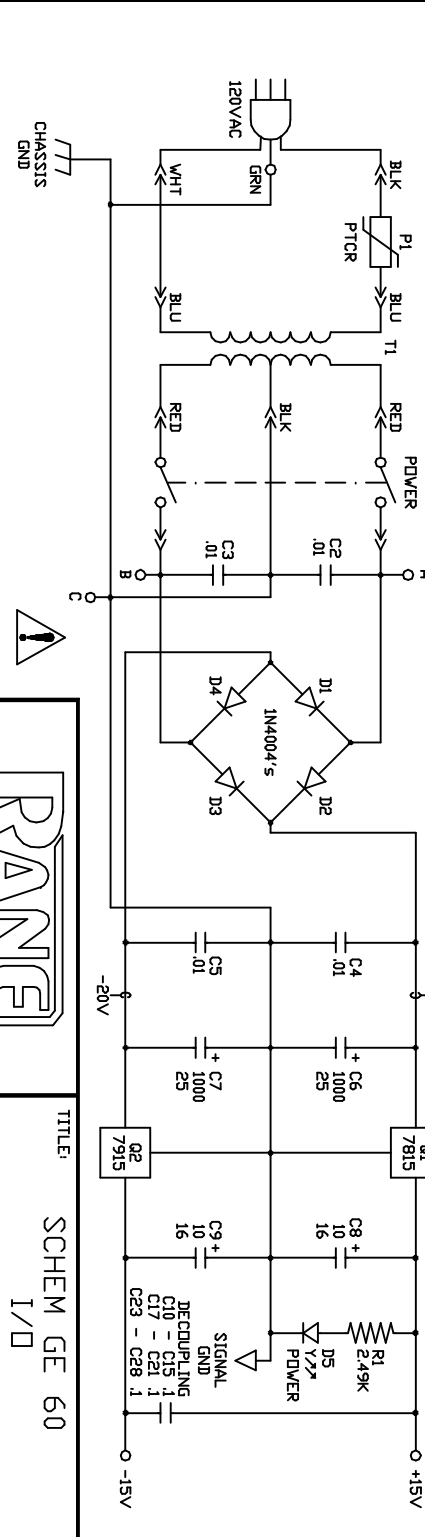 120VAC
BLK
GRN
WHT
CHASSIS
GND
P1
PTCR
BLU
BLU
T1
RED
BLK
RED
POWER
C2
.01
C3
.01
B
C
D1
D2
D3
D4
1N4004's
C4
.01
C5
.01
-20V
+ C6
1000
25
+ C7
1000
25
7815
Q2
7915
C8 +
10
16
C9 +
10
16
R1
2.49K
D5
Y
POWER
SIGNAL
GND
DECOUPLING
C10 - C15 .1
C17 - C21 .1
C23 - C28 .1
+15V
-15V
RANE
TITLE:
SCHEM GE 60
I/O